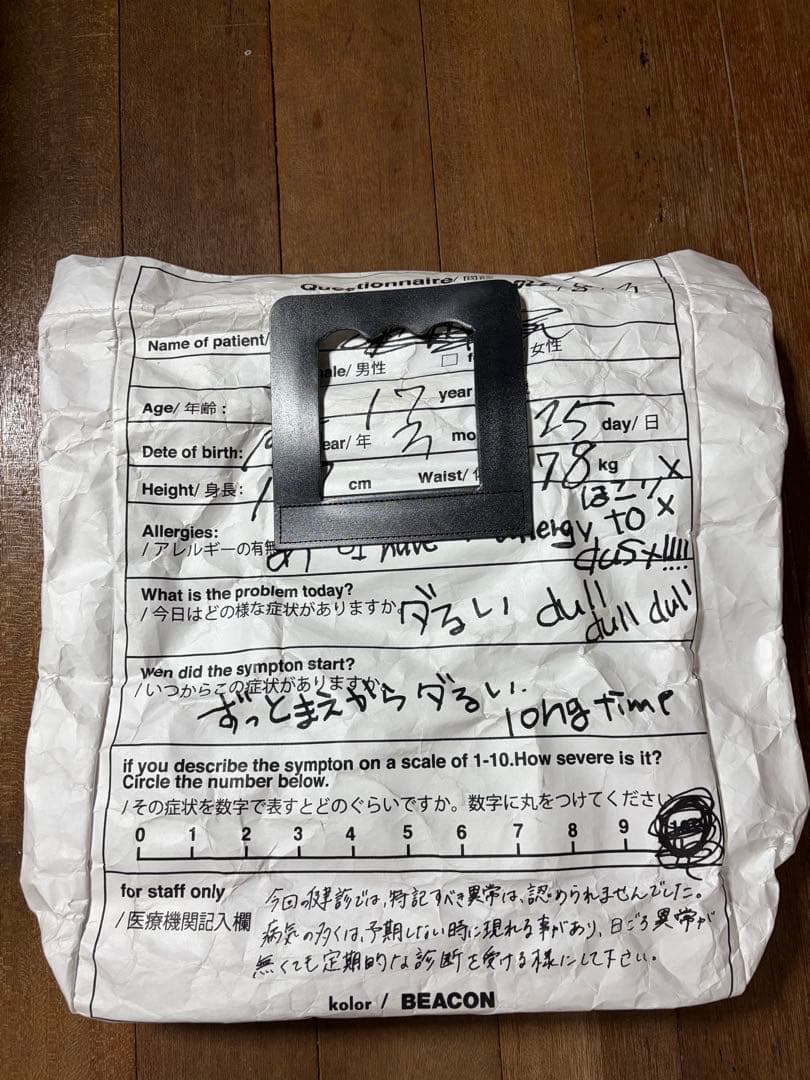 Questionnaire/
Name of patient/
ale/ 男性 □ 女性
Age/ 年齢： 17 year
Dete of birth: ear/ 年 3 mo 25 day/ 日
Height/ 身長： cm Waist/ 78 kg
ほこり
Allergies: to
/ アレルギーの有無 have dust!!!!
What is the problem today?
/ 今日はどの様な症状がありますか。 ダるい dull
dull dull
Wen did the sympton start?
/ いつからこの症状がありますか
ずっとまえからダるい. long time
if you describe the sympton on a scale of 1-10.How severe is it?
Circle the number below.
/ その症状を数字で表すとどのぐらいですか。数字に丸をつけてください
0 1 2 3 4 5 6 7 8 9
for staff only 今回の健診では、特記すべき異常は、認められませんでした。
/ 医療機関記入欄 病気の多くは、予期しない時に現れる事があり、日ごろ異常が
無くても定期的な診断を受ける様にして下さい。
kolor / BEACON